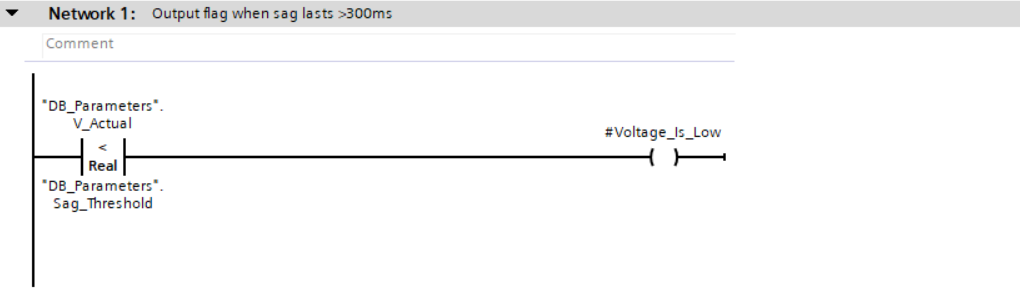 Network 1: Output flag when sag lasts >300ms
Comment
"DB_Parameters".
V_Actual
#Voltage_Is_Low
<
( )
Real
"DB_Parameters".
Sag_Threshold